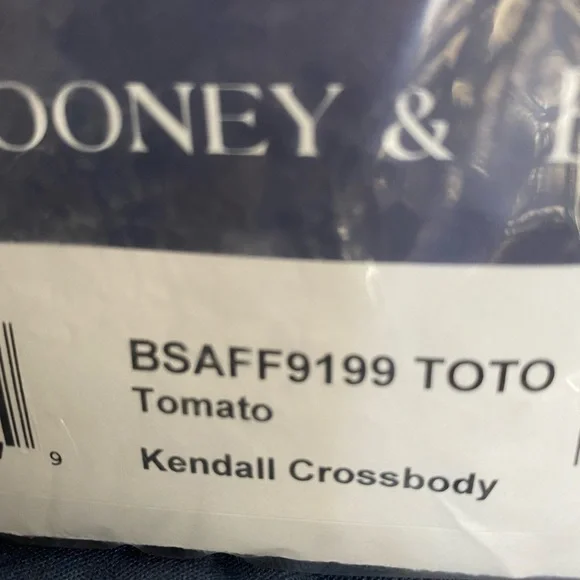 OONEY &
BSAFF9199 TOTO
Tomato
9
Kendall Crossbody